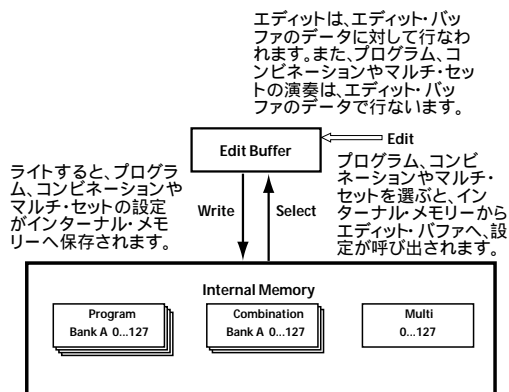 エディットは、エディット・バッ
ファのデータに対して行なわ
れます。また、プログラム、コ
ンビネーションやマルチ・セッ
トの演奏は、エディット・バッ
ファのデータで行ないます。
Edit Buffer
Edit
ライトすると、プログラ
ム、コンビネーションや
マルチ・セットの設定
がインターナル・メモ
リーへ保存されます。
Write
Select
プログラム、コンビ
ネーションやマルチ・
セットを選ぶと、イン
ターナル・メモリーから
エディット・バファへ、設
定が呼び出されます。
Internal Memory
Program
Bank A 0...127
Combination
Bank A 0...127
Multi
0...127